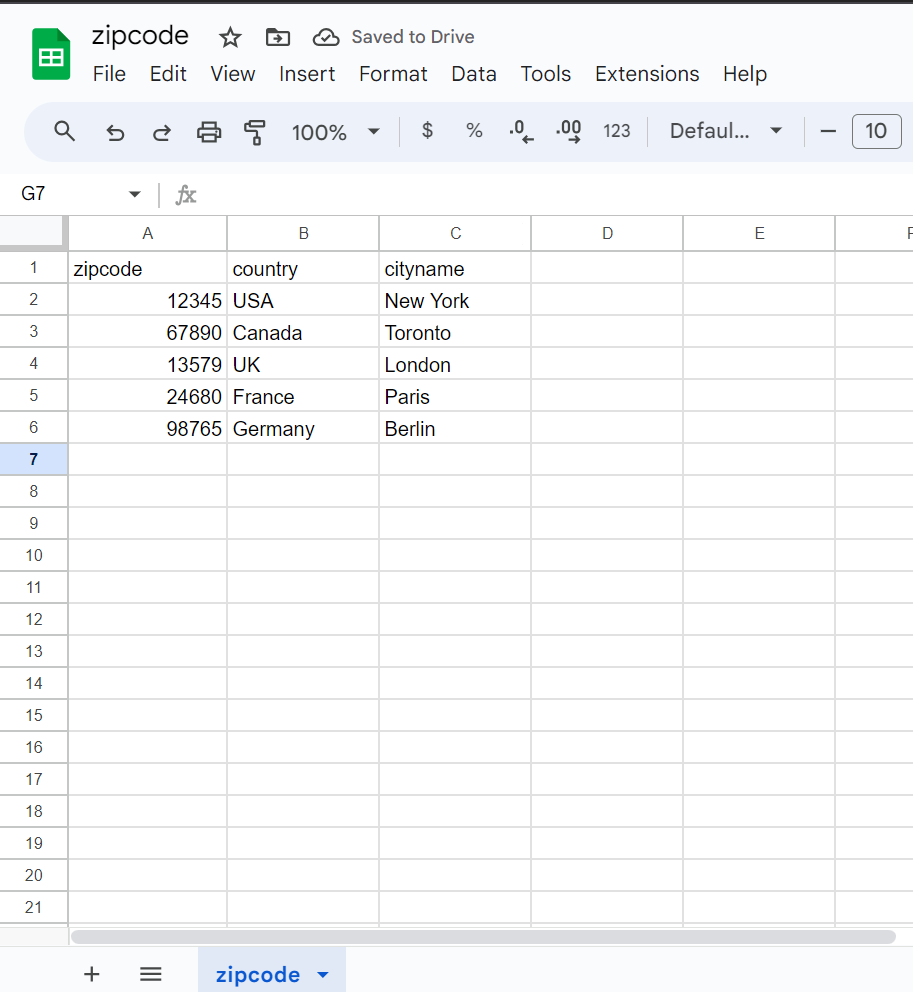 zipcode Saved to Drive
File Edit View Insert Format Data Tools Extensions Help
100% $ % .0 .00 123 Defaul... 10
G7 fx
A B C D E F
1 zipcode country cityname
2 12345 USA New York
3 67890 Canada Toronto
4 13579 UK London
5 24680 France Paris
6 98765 Germany Berlin
7
8
9
10
11
12
13
14
15
16
17
18
19
20
21
zipcode